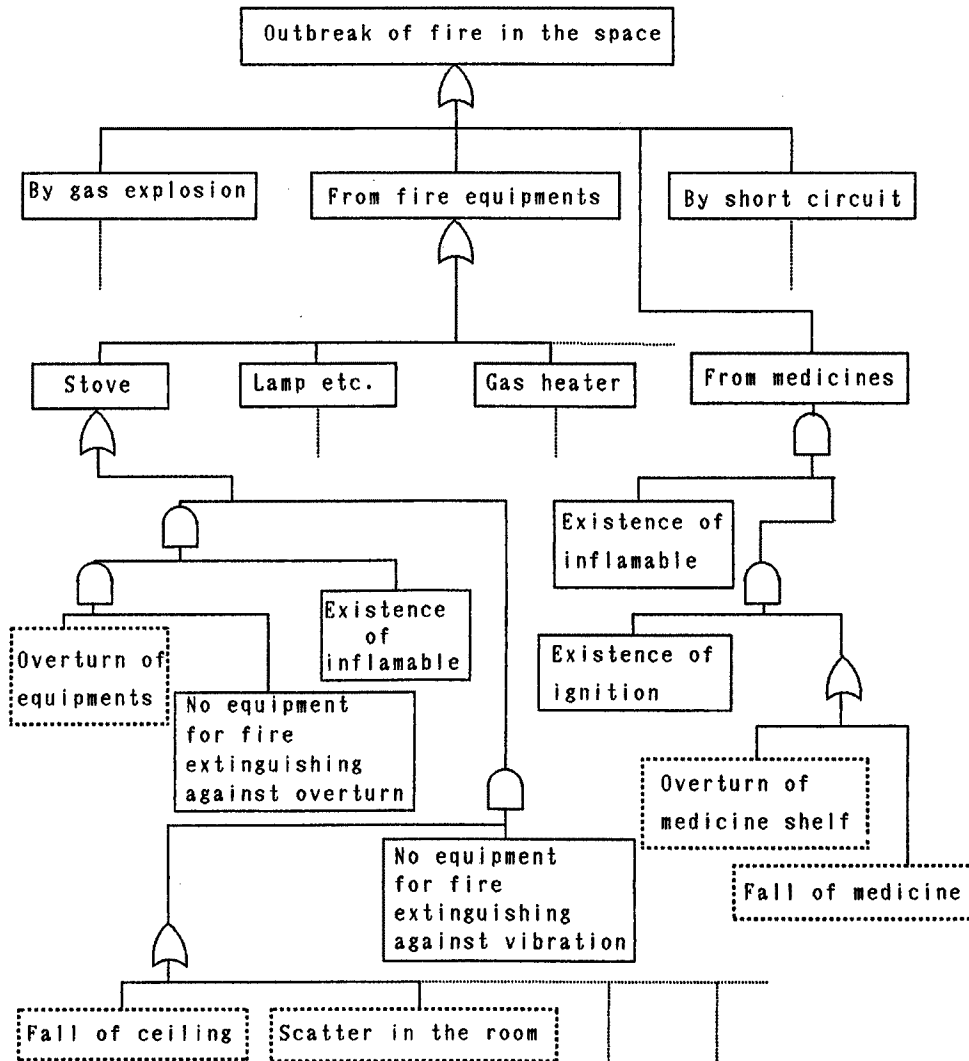 Outbreak of fire in the space
By gas explosion
From fire equipments
By short circuit
Stove
Lamp etc.
Gas heater
From medicines
Existence of
inflamable
Existence
of
inflamable
Overturn of
equipments
No equipment
for fire
extinguishing
against overturn
Existence of
ignition
Overturn of
medicine shelf
No equipment
for fire
extinguishing
against vibration
Fall of medicine
Fall of ceiling
Scatter in the room